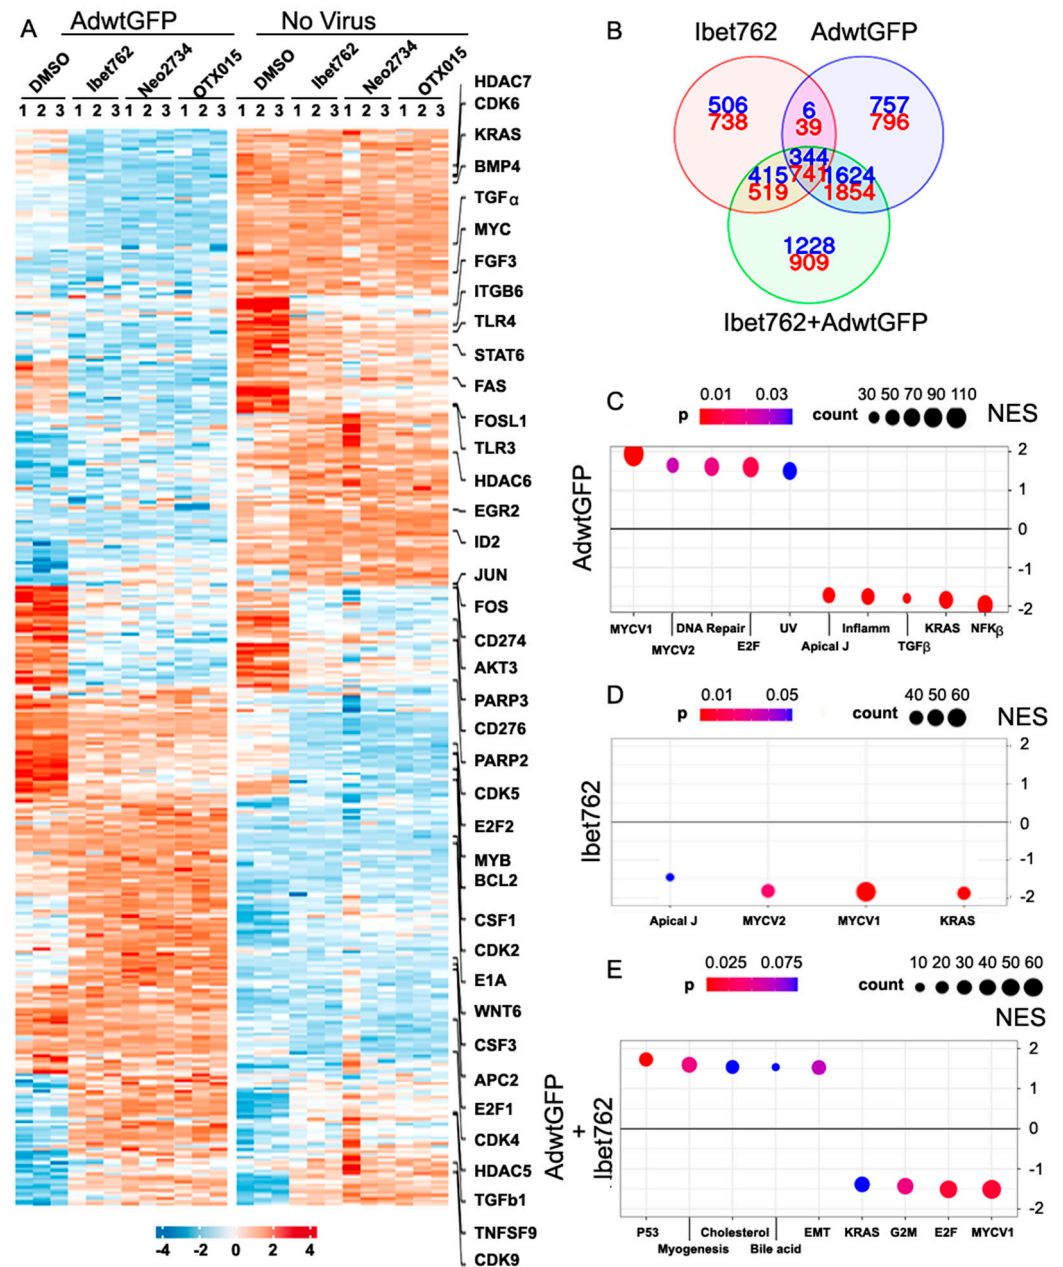 A
AdwtGFP
No Virus
DMSO
Ibet762
Neo2734
OTX015
DMSO
Ibet762
Neo2734
OTX015
1 2 3 1 2 3 1 2 3 1 2 3 1 2 3 1 2 3 1 2 3 1 2 3
HDAC7
CDK6
KRAS
BMP4
TGFα
MYC
FGF3
ITGB6
TLR4
STAT6
FAS
FOSL1
TLR3
HDAC6
EGR2
ID2
JUN
FOS
CD274
AKT3
PARP3
CD276
PARP2
CDK5
E2F2
MYB
BCL2
CSF1
CDK2
E1A
WNT6
CSF3
APC2
E2F1
CDK4
HDAC5
TGFb1
TNFSF9
CDK9
-4 -2 0 2 4
B
Ibet762 AdwtGFP
506 6 757
738 39 796
344
415 741 1624
519 1854
1228
909
Ibet762+AdwtGFP
C
0.01 0.03
p
30 50 70 90 110
count
NES
AdwtGFP
2
1
0
-1
-2
MYCV1 DNA Repair UV Inflamm KRAS NFKβ
MYCV2 E2F Apical J TGFβ
D
0.01 0.05
p
40 50 60
count
NES
Ibet762
2
1
0
-1
-2
Apical J MYCV2 MYCV1 KRAS
E
0.025 0.075
p
10 20 30 40 50 60
count
NES
AdwtGFP
+
Ibet762
2
1
0
-1
-2
P53 Cholesterol EMT KRAS G2M E2F MYCV1
Myogenesis Bile acid